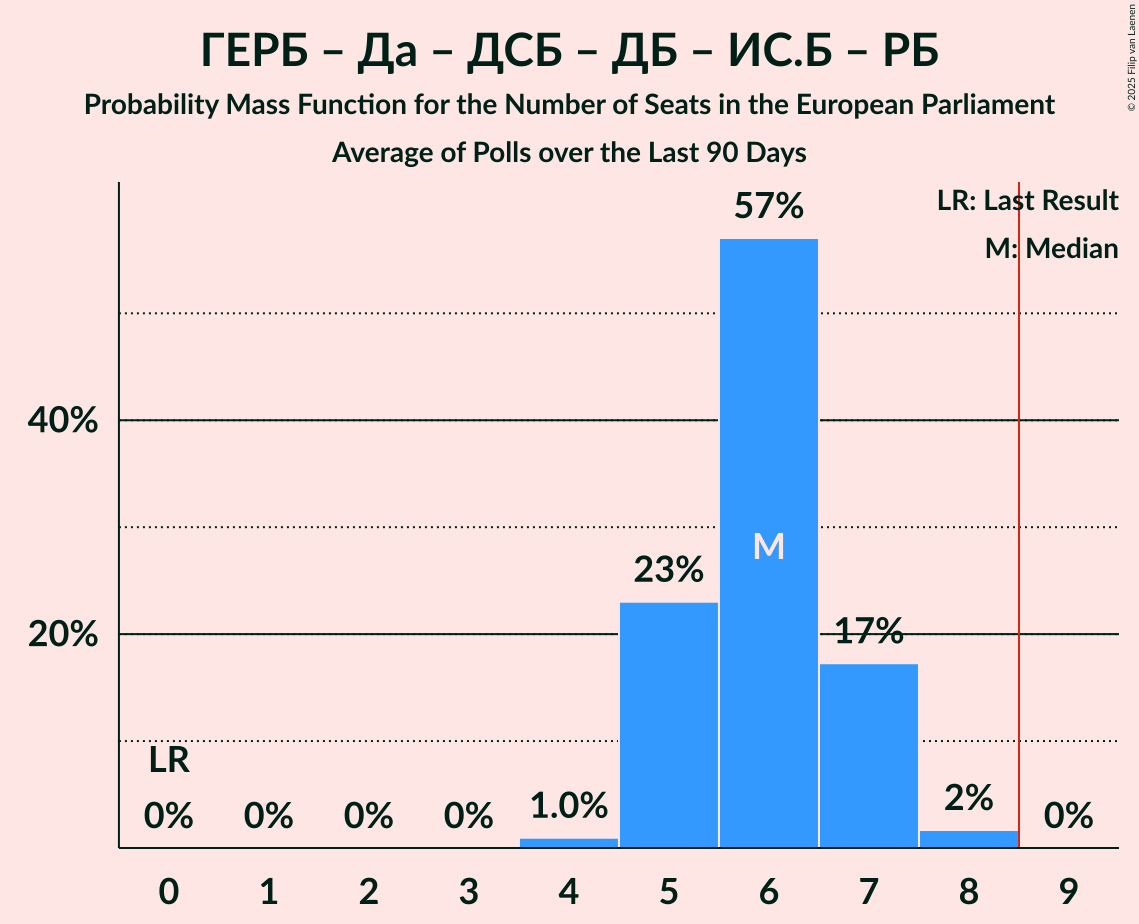 ГЕРБ – Да – ДСБ – ДБ – ИС.Б – РБ
Probability Mass Function for the Number of Seats in the European Parliament
Average of Polls over the Last 90 Days
© 2025 Filip van Laenen
LR: Last Result
M: Median
57%
40%
M
23%
20%
17%
LR
0%
0%
0%
0%
1.0%
2%
0%
0 1 2 3 4 5 6 7 8 9